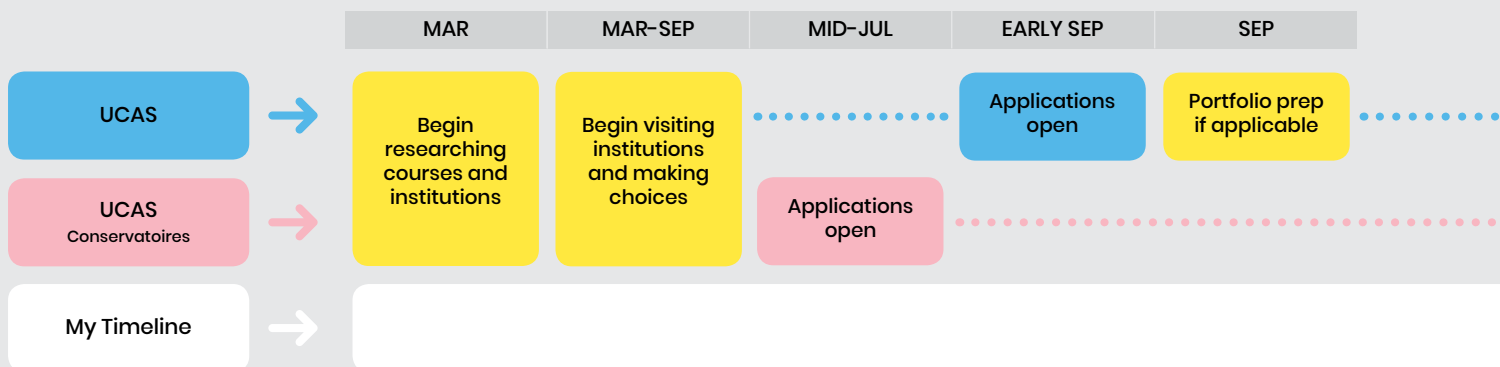 MAR
MAR-SEP
MID-JUL
EARLY SEP
SEP
UCAS
Begin
researching
courses and
institutions
Begin visiting
institutions
and making
choices
Applications
open
Portfolio prep
if applicable
UCAS
Conservatoires
Applications
open
My Timeline